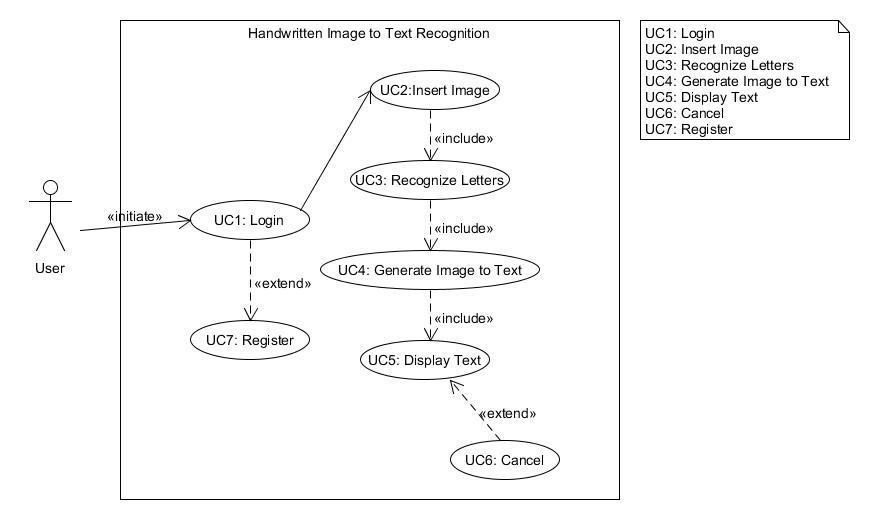 Handwritten Image to Text Recognition
UC1: Login
UC2: Insert Image
UC3: Recognize Letters
UC4: Generate Image to Text
UC5: Display Text
UC6: Cancel
UC7: Register
UC2:Insert Image
«include»
UC3: Recognize Letters
«initiate»
UC1: Login
«include»
User
UC4: Generate Image to Text
«extend»
«include»
UC7: Register
UC5: Display Text
«extend»
UC6: Cancel